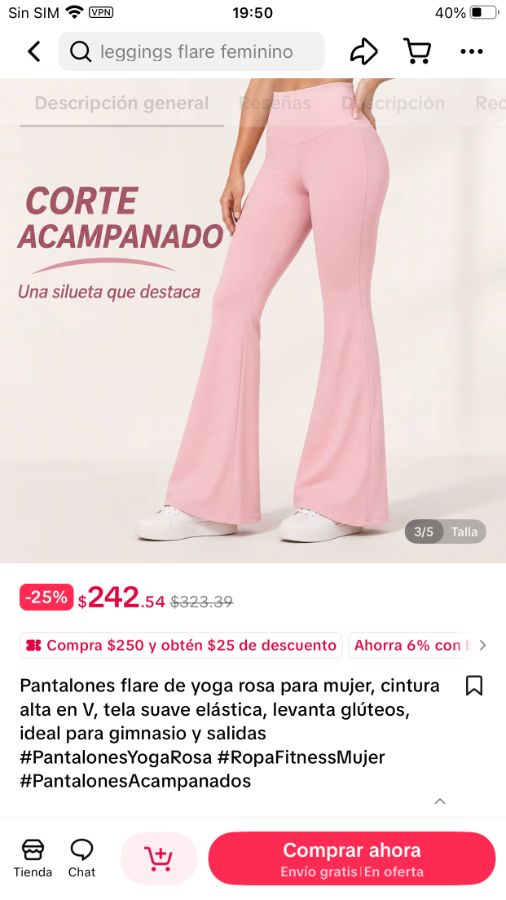 Sin SIM VPN 19:50 40%
leggings flare feminino
Descripción general Reseñas Descripción Rec
CORTE
ACAMPANADO
Una silueta que destaca
3/5 Talla
-25% $242.54 $323.39
Compra $250 y obtén $25 de descuento Ahorra 6% con
Pantalones flare de yoga rosa para mujer, cintura
alta en V, tela suave elástica, levanta glúteos,
ideal para gimnasio y salidas
#PantalonesYogaRosa #RopaFitnessMujer
#PantalonesAcampanados
Tienda Chat
Comprar ahora
Envío gratis|En oferta